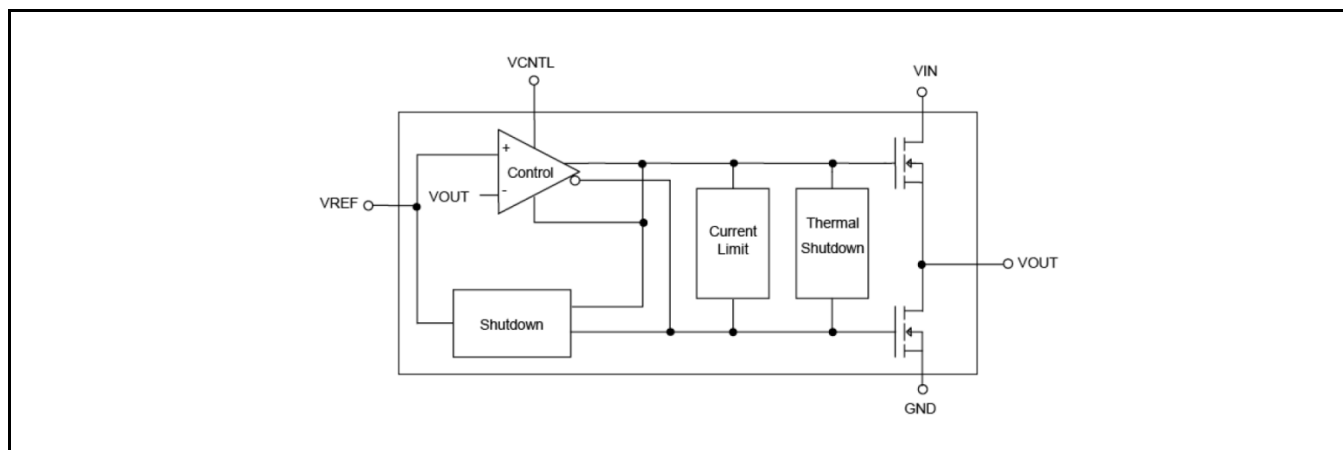 VCNTL
VIN
+
Control
VOUT
-
VREF
Current
Limit
Thermal
Shutdown
VOUT
Shutdown
GND